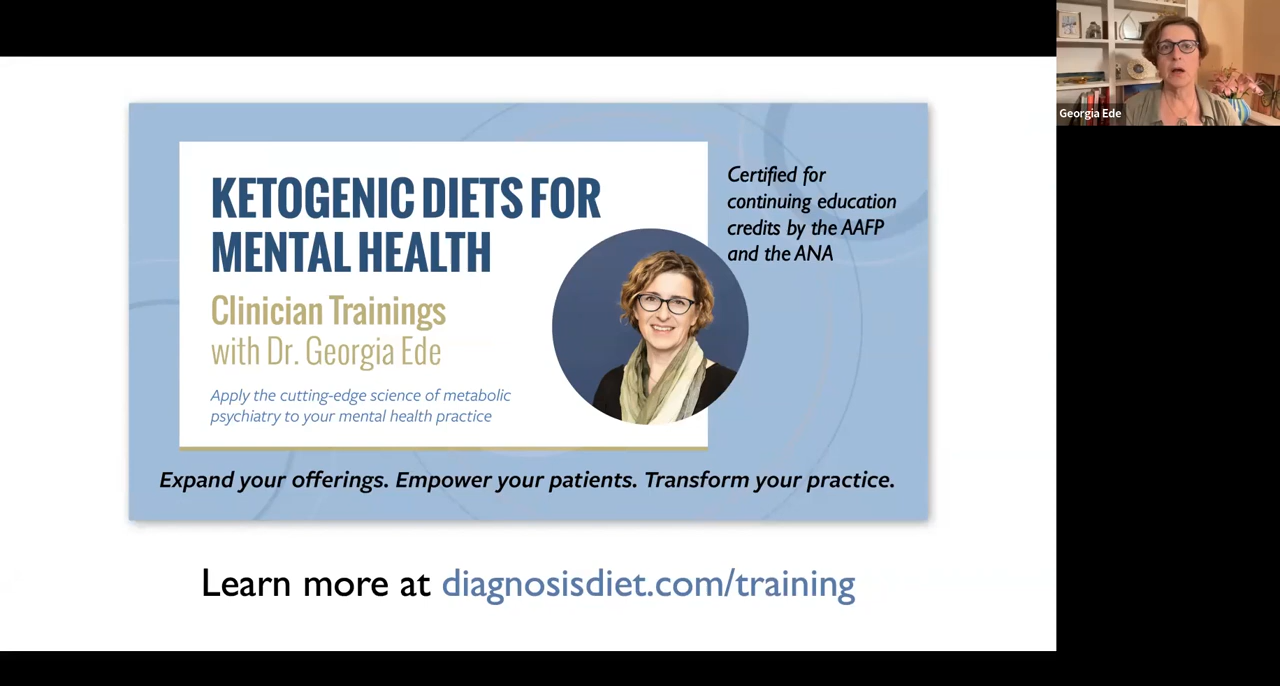 KETOGENIC DIETS FOR
MENTAL HEALTH
Clinician Trainings
with Dr. Georgia Ede
Apply the cutting-edge science of metabolic
psychiatry to your mental health practice
Certified for
continuing education
credits by the AAFP
and the ANA
Expand your offerings. Empower your patients. Transform your practice.
Learn more at diagnosisdiet.com/training
Georgia Ede